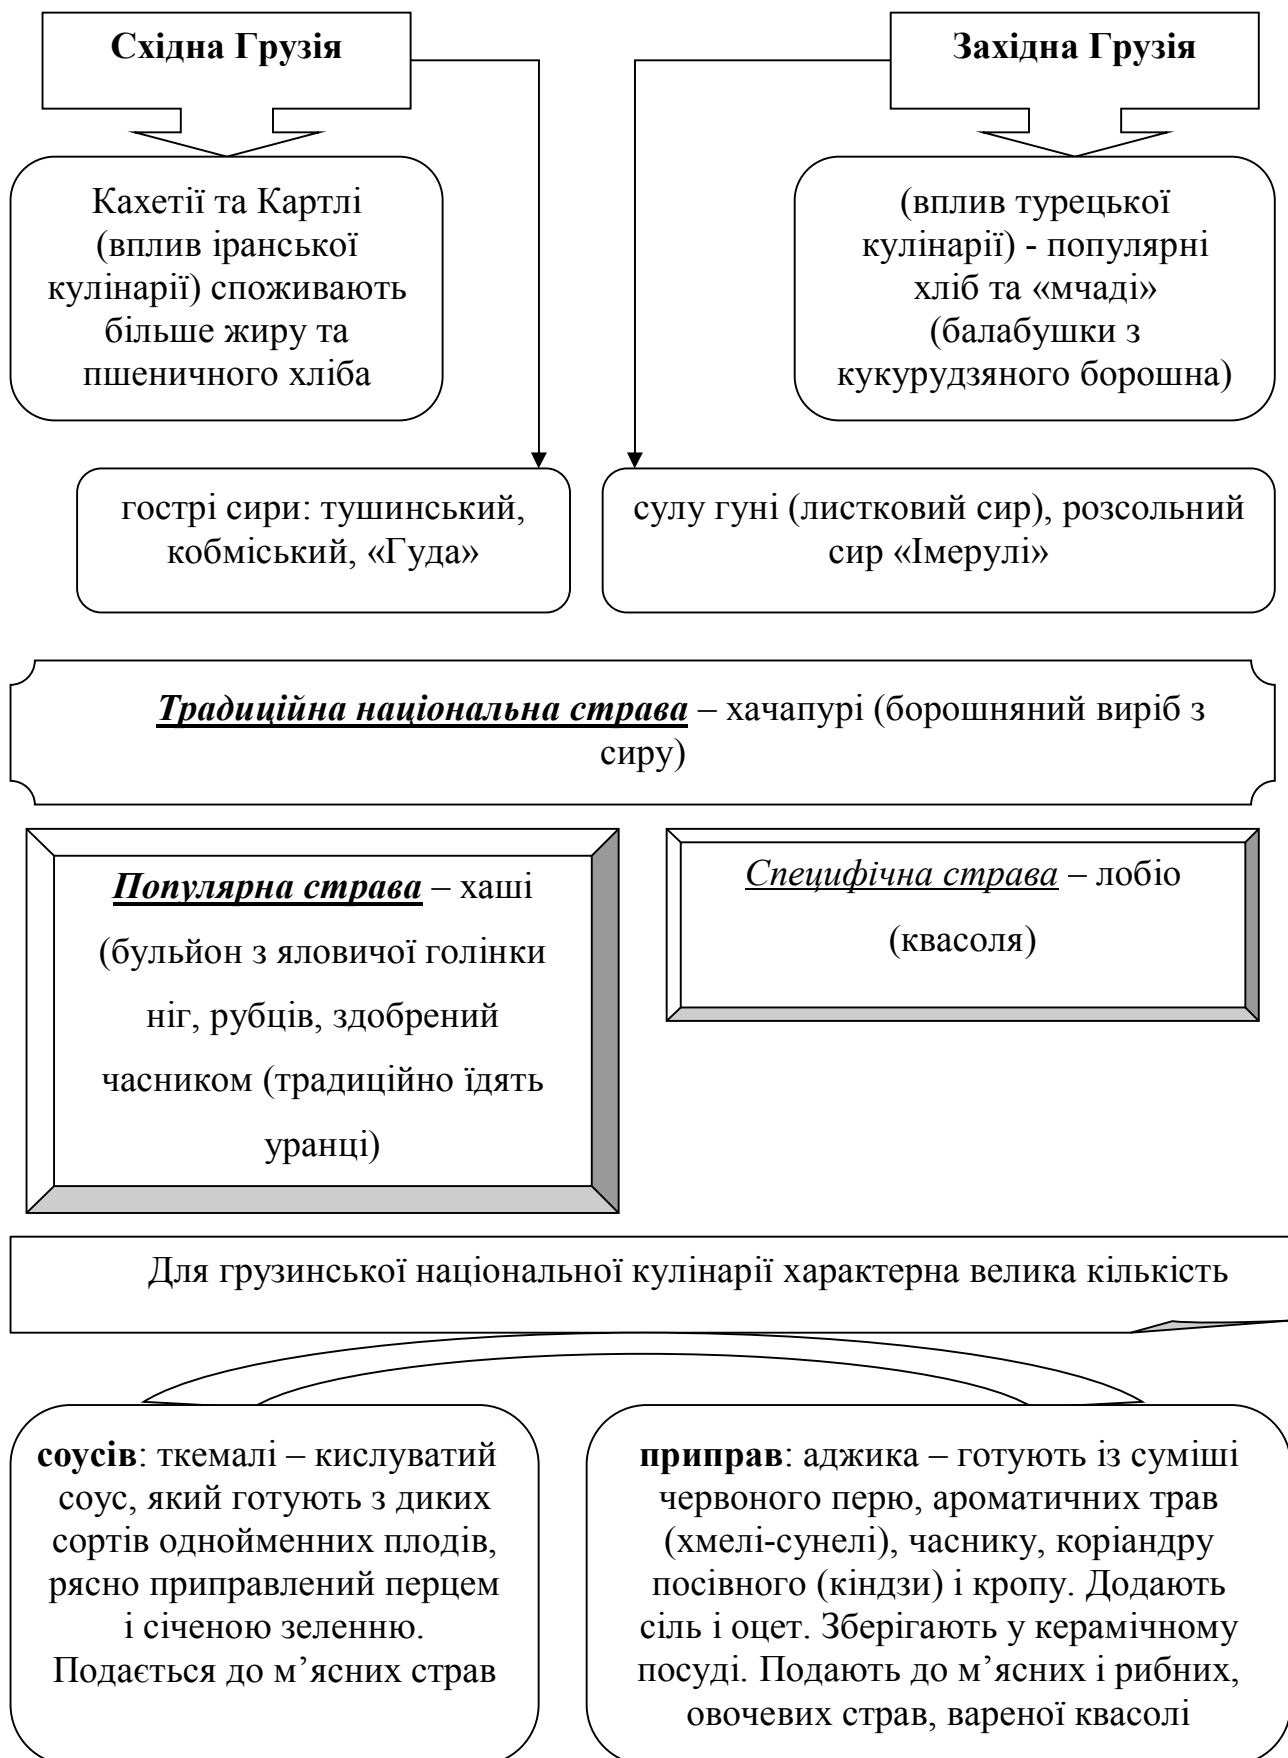 Східна Грузія
Західна Грузія
Кахетії та Картлі
(вплив іранської
кулінарії) споживають
більше жиру та
пшеничного хліба
(вплив турецької
кулінарії) - популярні
хліб та «мчаді»
(балабушки з
кукурудзяного борошна)
гострі сири: тушинський,
кобміський, «Гуда»
сулу гуні (листковий сир), розсольний
сир «Імерулі»
Традиційна національна страва – хачапурі (борошняний виріб з
сиру)
Популярна страва – хаші
(бульйон з яловичої голінки
ніг, рубців, здобрений
часником (традиційно їдять
уранці)
Специфічна страва – лобіо
(квасоля)
Для грузинської національної кулінарії характерна велика кількість
соусів: ткемалі – кислуватий
соус, який готують з диких
сортів однойменних плодів,
рясно приправлений перцем
і січеною зеленню.
Подається до м’ясних страв
приправ: аджика – готують із суміші
червоного перю, ароматичних трав
(хмелі-сунелі), часнику, коріандру
посівного (кіндзи) і кропу. Додають
сіль і оцет. Зберігають у керамічному
посуді. Подають до м’ясних і рибних,
овочевих страв, вареної квасолі